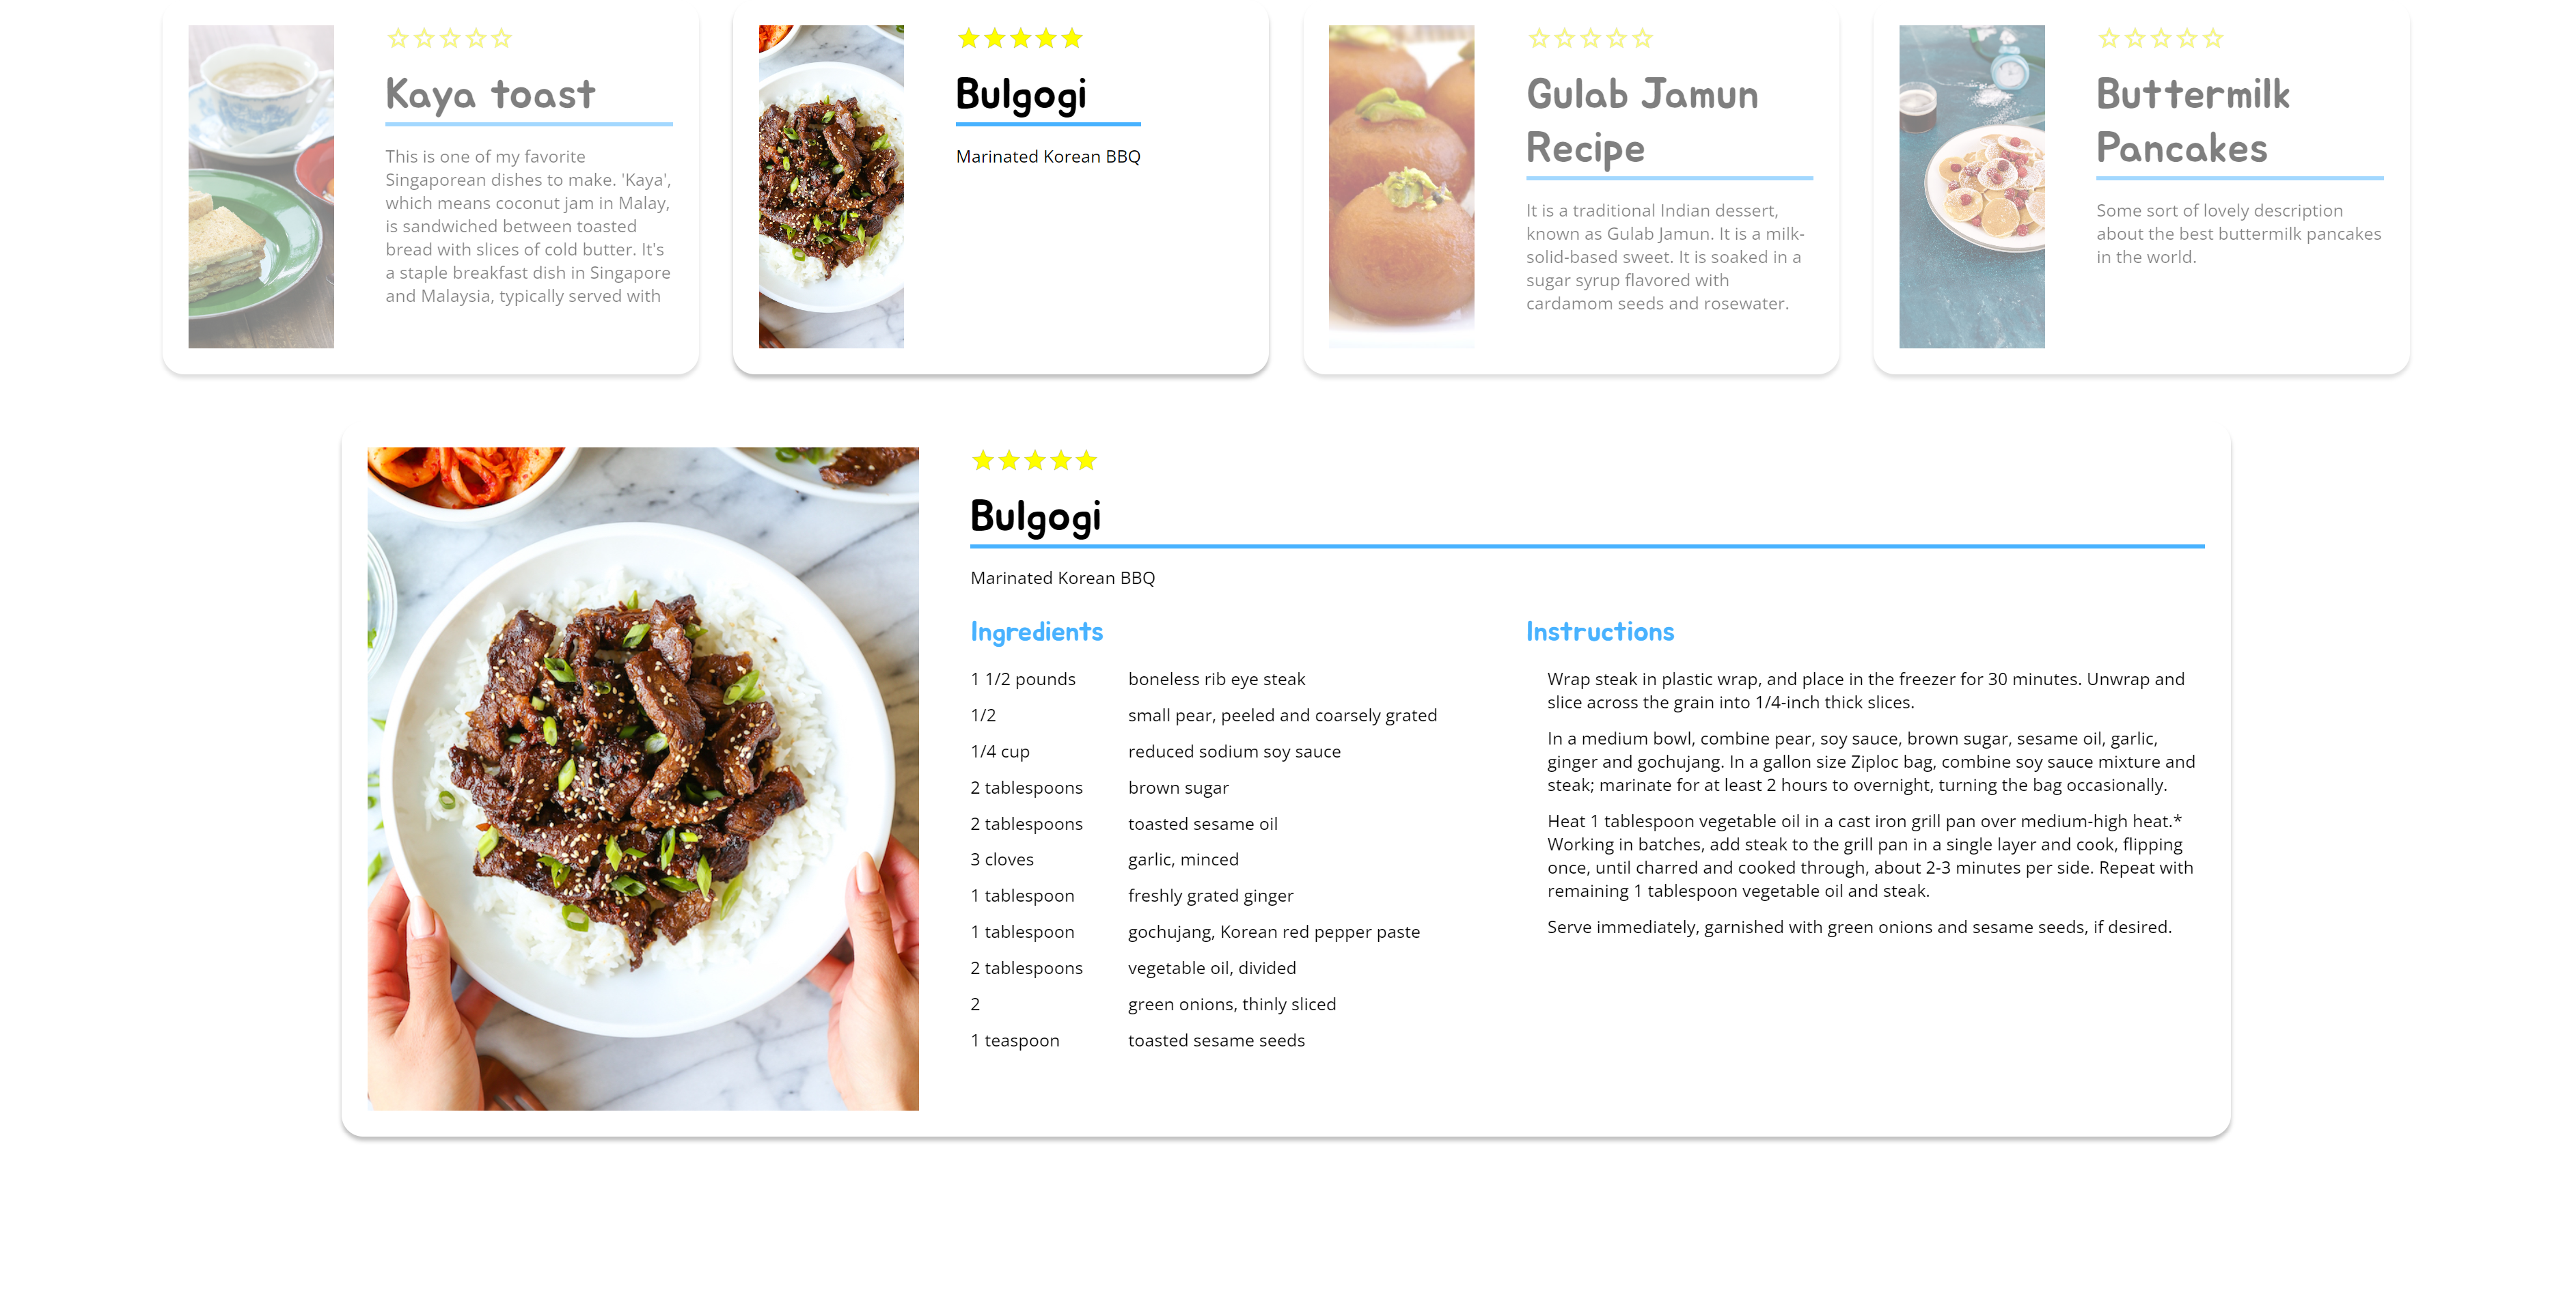 Kaya toast
This is one of my favorite
Singaporean dishes to make. 'Kaya',
which means coconut jam in Malay,
is sandwiched between toasted
bread with slices of cold butter. It's
a staple breakfast dish in Singapore
and Malaysia, typically served with
Bulgogi
Marinated Korean BBQ
Gulab Jamun
Recipe
It is a traditional Indian dessert,
known as Gulab Jamun. It is a milk-
solid-based sweet. It is soaked in a
sugar syrup flavored with
cardamom seeds and rosewater.
Buttermilk
Pancakes
Some sort of lovely description
about the best buttermilk pancakes
in the world.
Bulgogi
Marinated Korean BBQ
Ingredients
1 1/2 pounds boneless rib eye steak
1/2 small pear, peeled and coarsely grated
1/4 cup reduced sodium soy sauce
2 tablespoons brown sugar
2 tablespoons toasted sesame oil
3 cloves garlic, minced
1 tablespoon freshly grated ginger
1 tablespoon gochujang, Korean red pepper paste
2 tablespoons vegetable oil, divided
2 green onions, thinly sliced
1 teaspoon toasted sesame seeds
Instructions
Wrap steak in plastic wrap, and place in the freezer for 30 minutes. Unwrap and
slice across the grain into 1/4-inch thick slices.
In a medium bowl, combine pear, soy sauce, brown sugar, sesame oil, garlic,
ginger and gochujang. In a gallon size Ziploc bag, combine soy sauce mixture and
steak; marinate for at least 2 hours to overnight, turning the bag occasionally.
Heat 1 tablespoon vegetable oil in a cast iron grill pan over medium-high heat.*
Working in batches, add steak to the grill pan in a single layer and cook, flipping
once, until charred and cooked through, about 2-3 minutes per side. Repeat with
remaining 1 tablespoon vegetable oil and steak.
Serve immediately, garnished with green onions and sesame seeds, if desired.